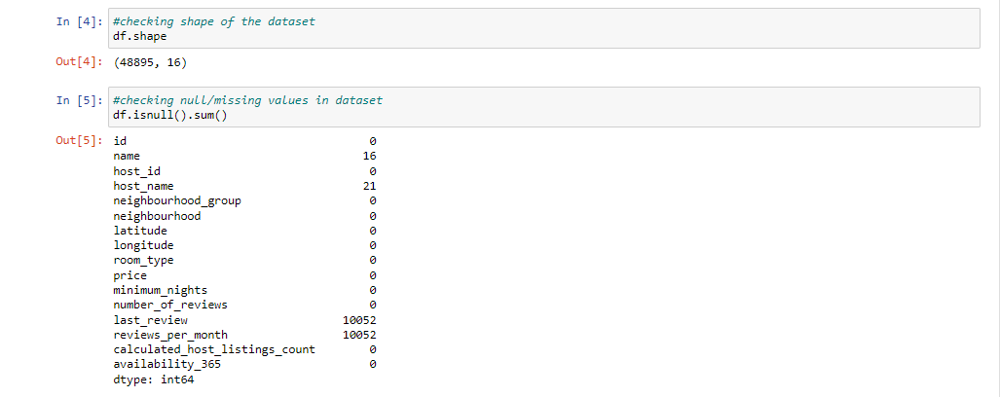 In [4]: #checking shape of the dataset
df.shape
Out[4]: (48895, 16)
In [5]: #checking null/missing values in dataset
df.isnull().sum()
Out[5]: id 0
name 16
host_id 0
host_name 21
neighbourhood_group 0
neighbourhood 0
latitude 0
longitude 0
room_type 0
price 0
minimum_nights 0
number_of_reviews 0
last_review 10052
reviews_per_month 10052
calculated_host_listings_count 0
availability_365 0
dtype: int64